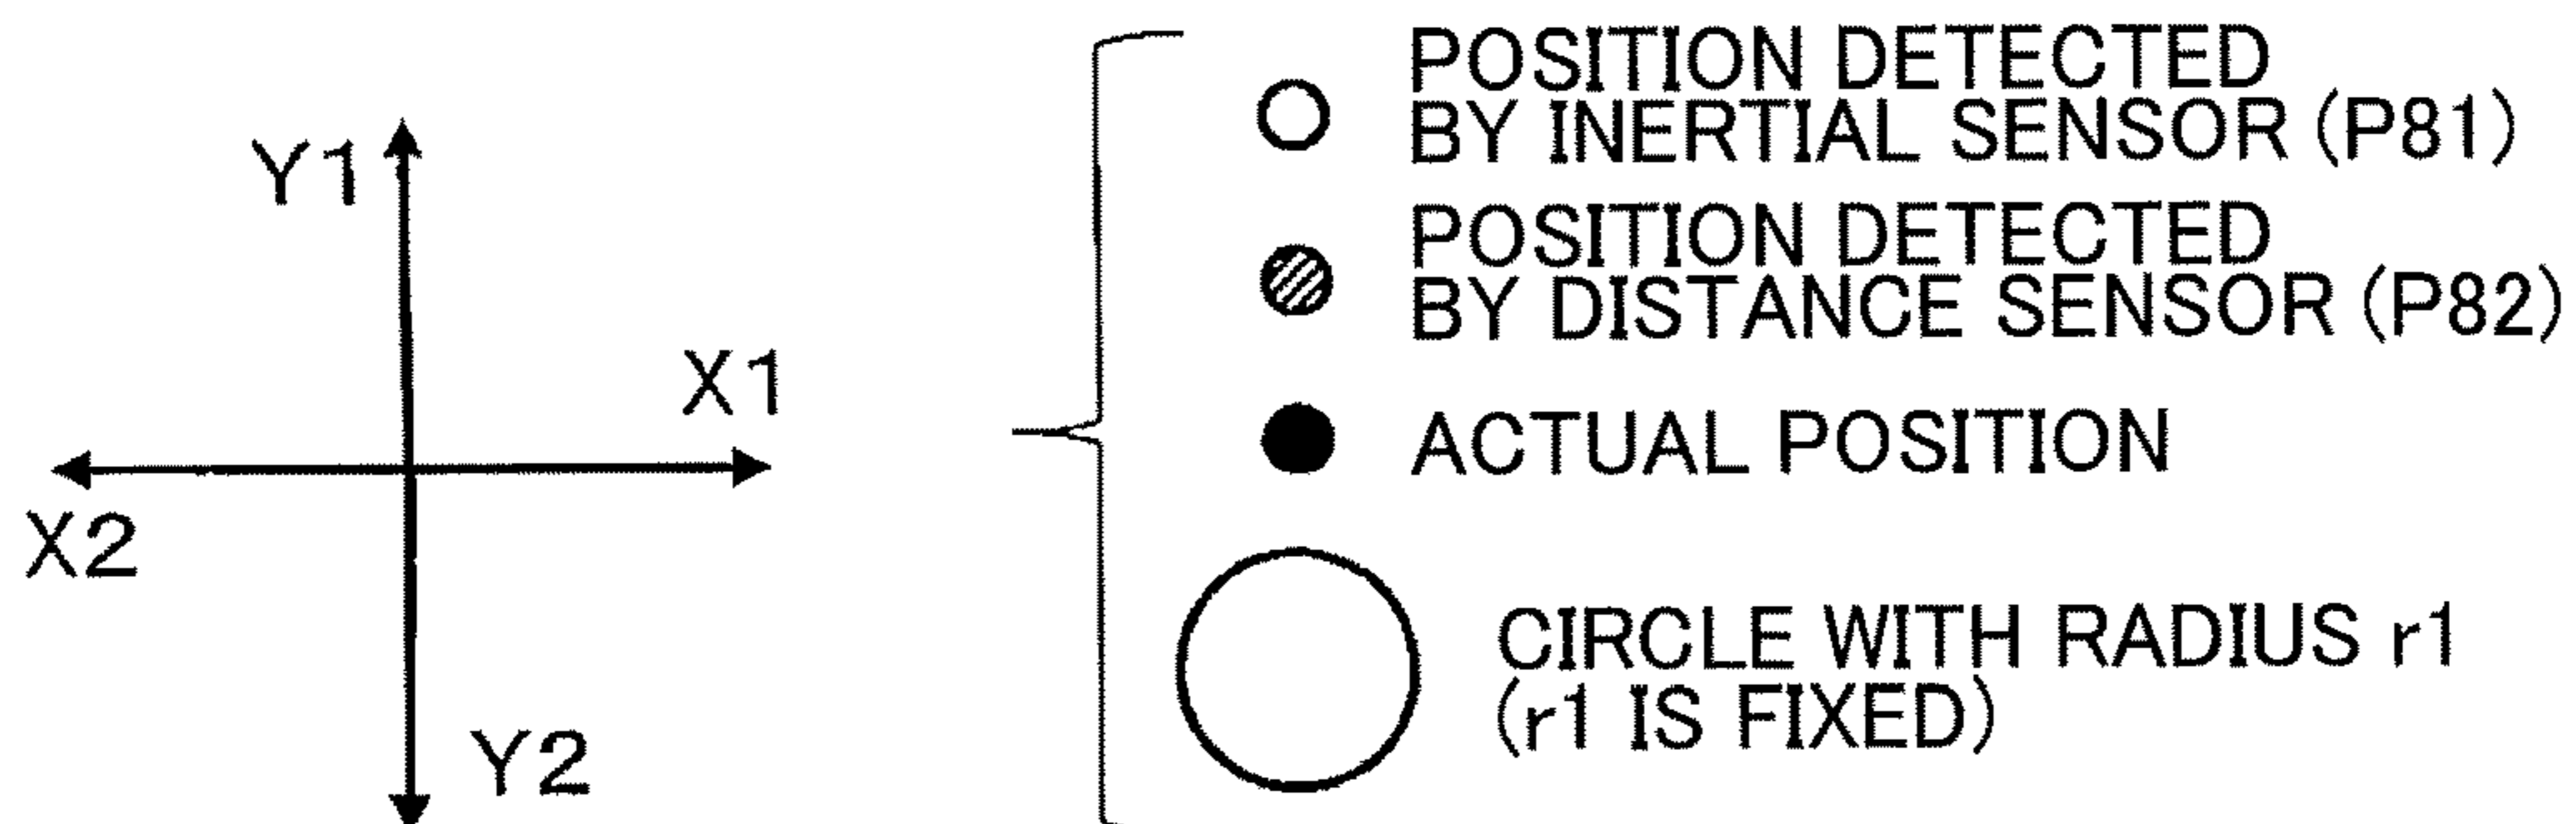 Y1
X1
X2
Y2
POSITION DETECTED
BY INERTIAL SENSOR (P81)
POSITION DETECTED
BY DISTANCE SENSOR (P82)
ACTUAL POSITION
CIRCLE WITH RADIUS r1
(r1 IS FIXED)